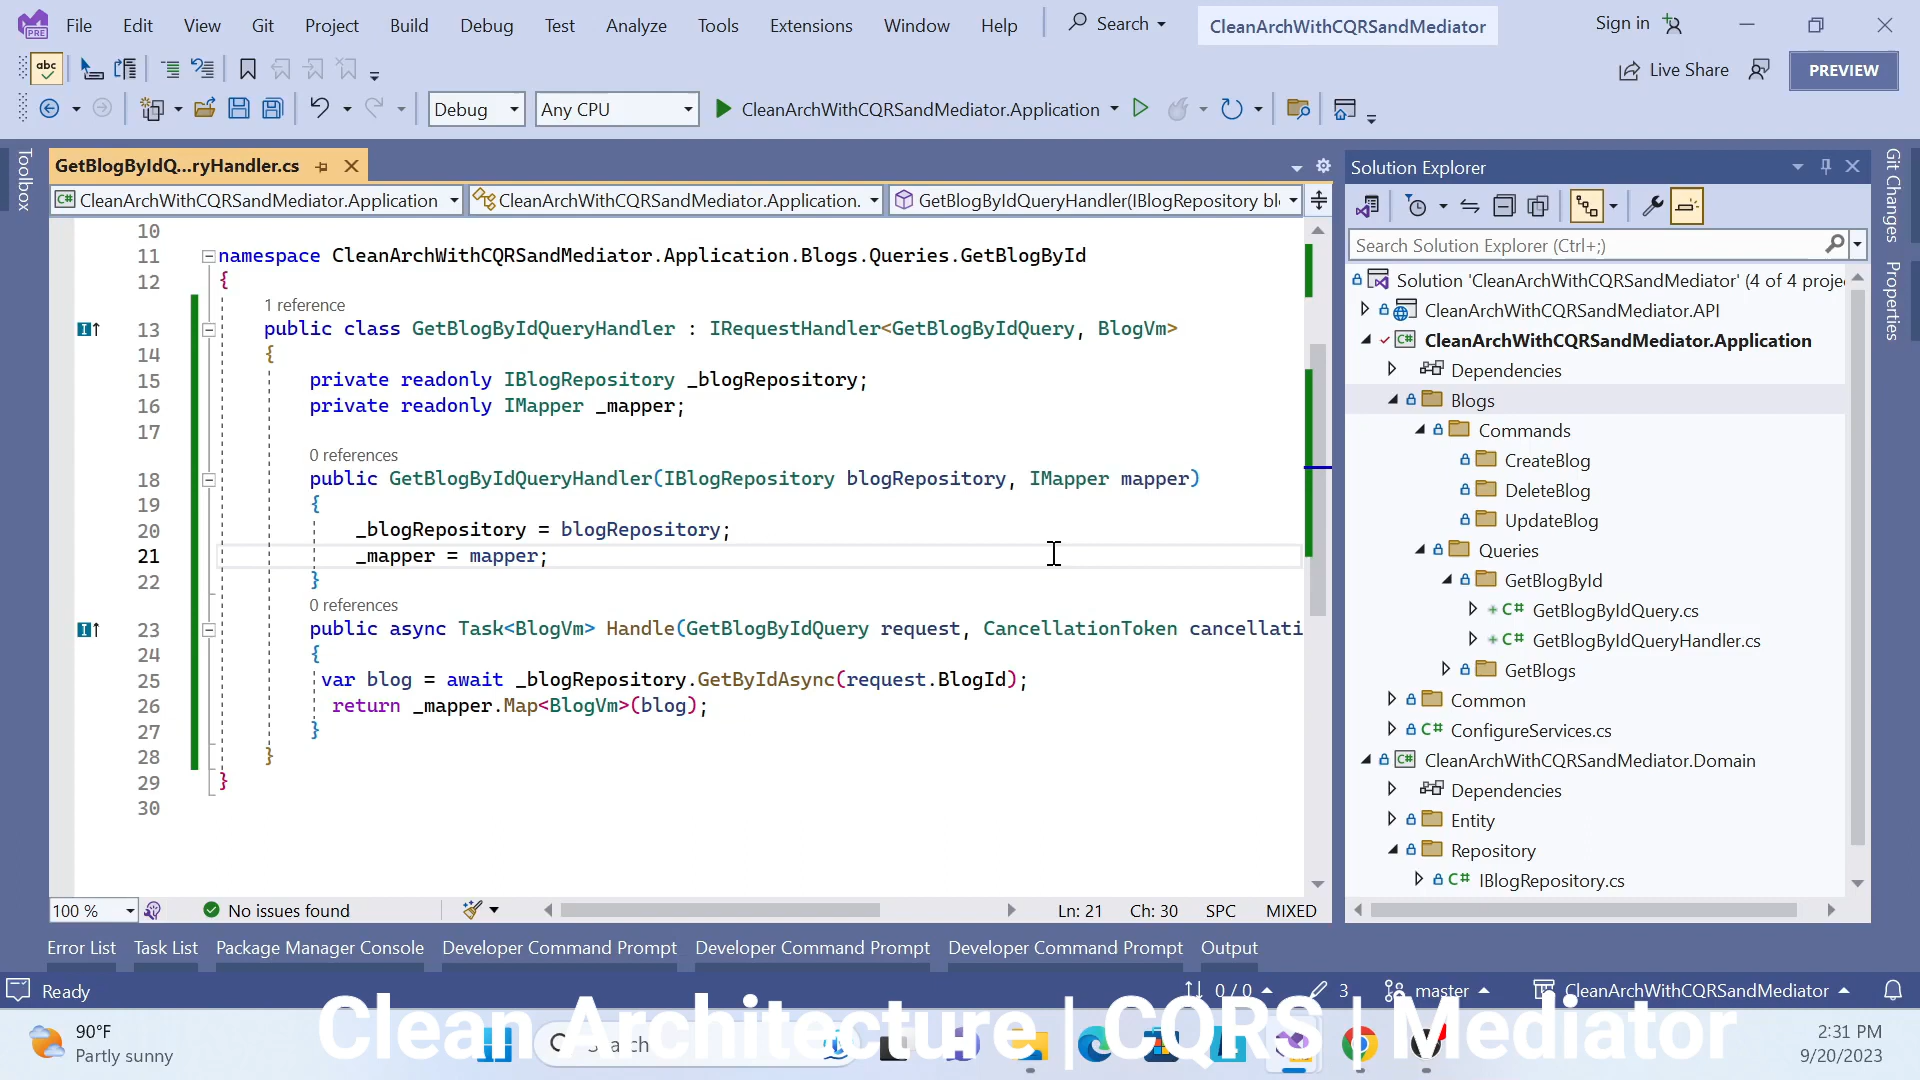 File Edit View Git Project Build Debug Test Analyze Tools Extensions Window Help Search CleanArchWithCQRSandMediator Sign in
PRE
abc
Live Share PREVIEW
Debug Any CPU CleanArchWithCQRSandMediator.Application
Toolbox
GetBlogByIdQ...ryHandler.cs
CleanArchWithCQRSandMediator.Application CleanArchWithCQRSandMediator.Application. GetBlogByIdQueryHandler(IBlogRepository bl
10
11 namespace CleanArchWithCQRSandMediator.Application.Blogs.Queries.GetBlogById
12 {
1 reference
13 public class GetBlogByIdQueryHandler : IRequestHandler<GetBlogByIdQuery, BlogVm>
14 {
15 private readonly IBlogRepository _blogRepository;
16 private readonly IMapper _mapper;
17
0 references
18 public GetBlogByIdQueryHandler(IBlogRepository blogRepository, IMapper mapper)
19 {
20 _blogRepository = blogRepository;
21 _mapper = mapper;
22 }
0 references
23 public async Task<BlogVm> Handle(GetBlogByIdQuery request, CancellationToken cancellati
24 {
25 var blog = await _blogRepository.GetByIdAsync(request.BlogId);
26 return _mapper.Map<BlogVm>(blog);
27 }
28 }
29 }
30
100 % No issues found Ln: 21 Ch: 30 SPC MIXED
Solution Explorer
Search Solution Explorer (Ctrl+;)
Solution 'CleanArchWithCQRSandMediator' (4 of 4 proje
CleanArchWithCQRSandMediator.API
CleanArchWithCQRSandMediator.Application
Dependencies
Blogs
Commands
CreateBlog
DeleteBlog
UpdateBlog
Queries
GetBlogById
GetBlogByIdQuery.cs
GetBlogByIdQueryHandler.cs
GetBlogs
Common
ConfigureServices.cs
CleanArchWithCQRSandMediator.Domain
Dependencies
Entity
Repository
IBlogRepository.cs
Git Changes
Properties
Error List Task List Package Manager Console Developer Command Prompt Developer Command Prompt Developer Command Prompt Output
Ready 0 / 0 3 master CleanArchWithCQRSandMediator
Clean Architecture | CQRS | Mediator
90°F
Partly sunny
2:31 PM
9/20/2023